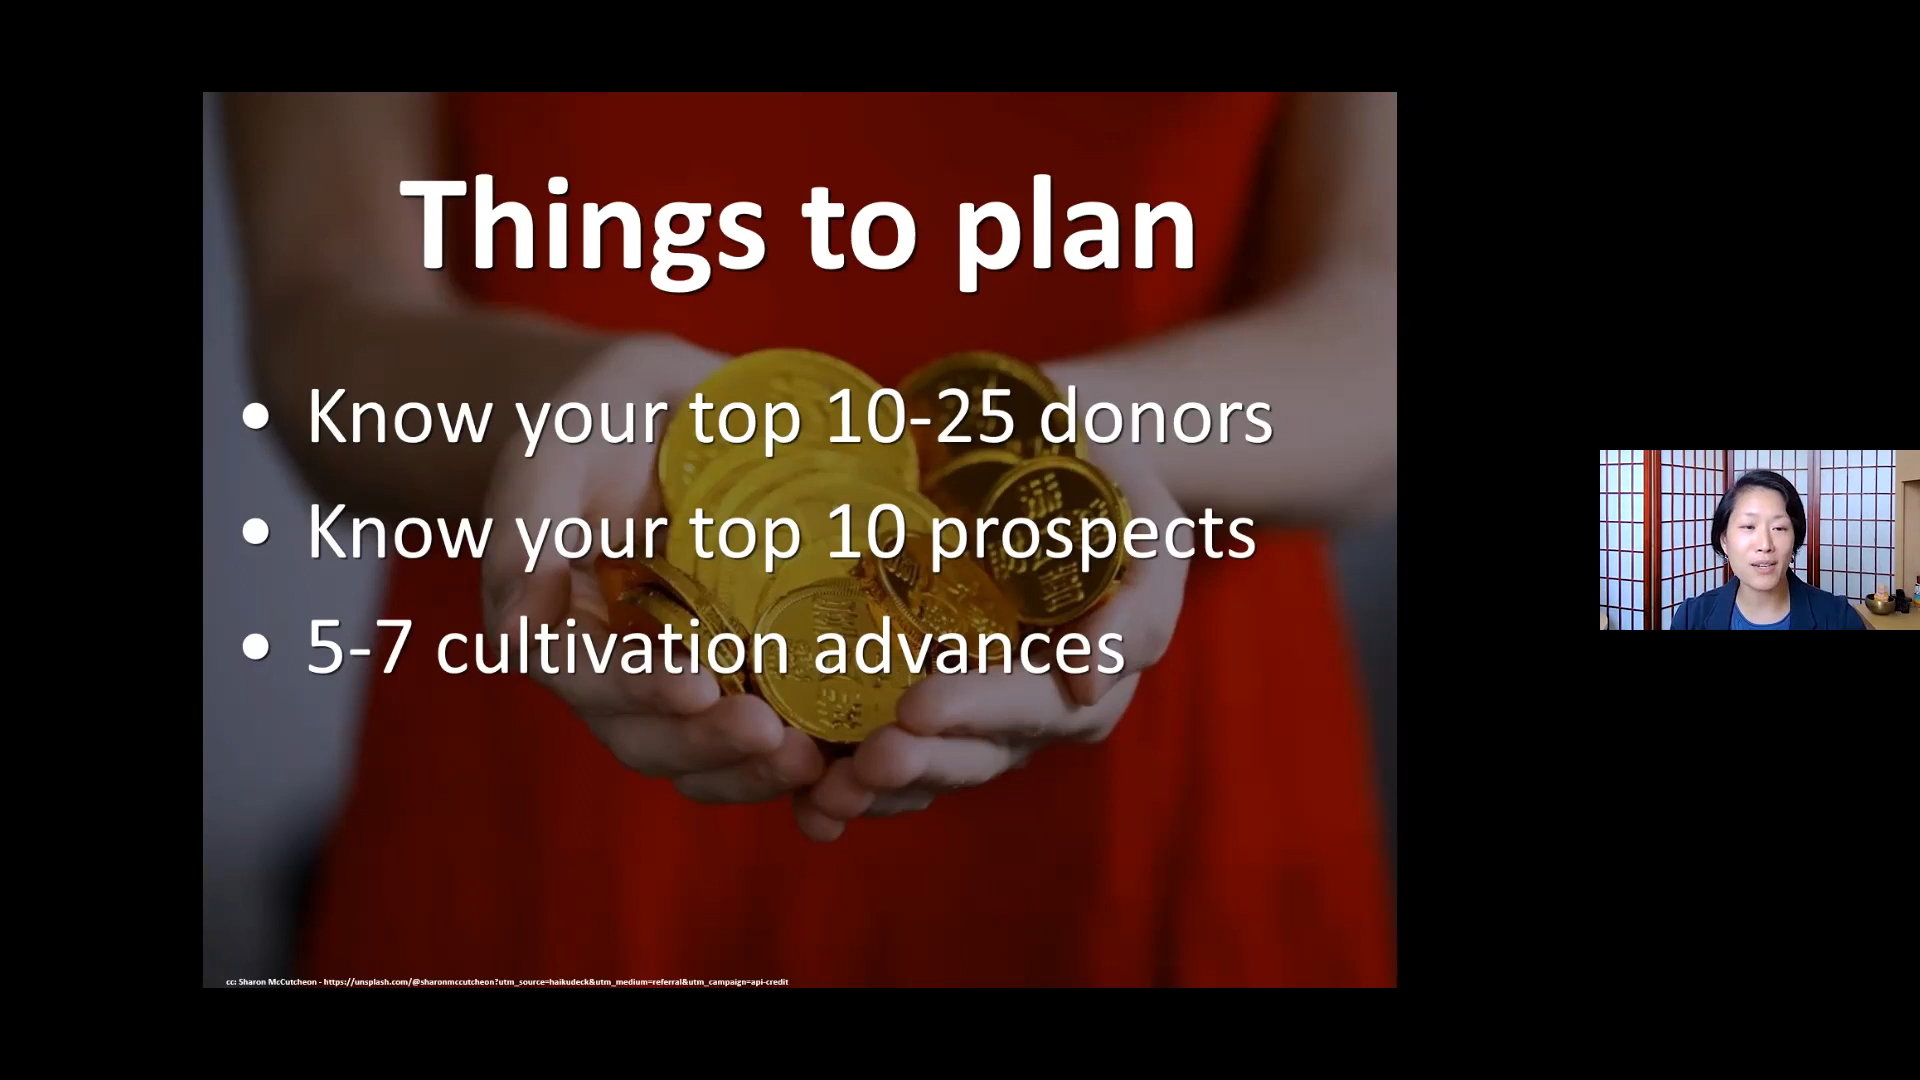 Things to plan
• Know your top 10-25 donors
• Know your top 10 prospects
• 5-7 cultivation advances
cc: Sharon McCutcheon - https://unsplash.com/@sharonmccutcheon?utm_source=haikudeck&utm_medium=referral&utm_campaign=api-credit